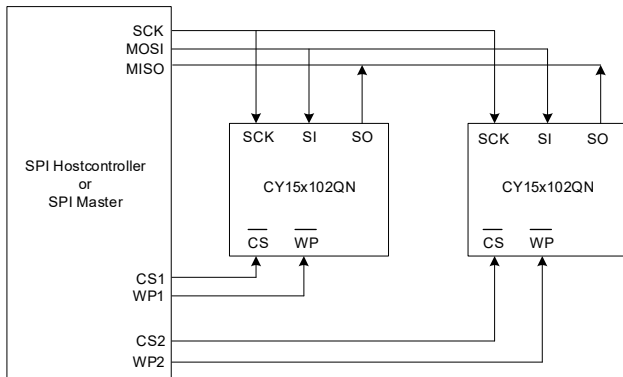 SCK
MOSI
MISO
SCK SI SO
SCK SI SO
SPI Hostcontroller
or
SPI Master
CY15x102QN
CY15x102QN
CS WP
CS WP
CS1
WP1
CS2
WP2